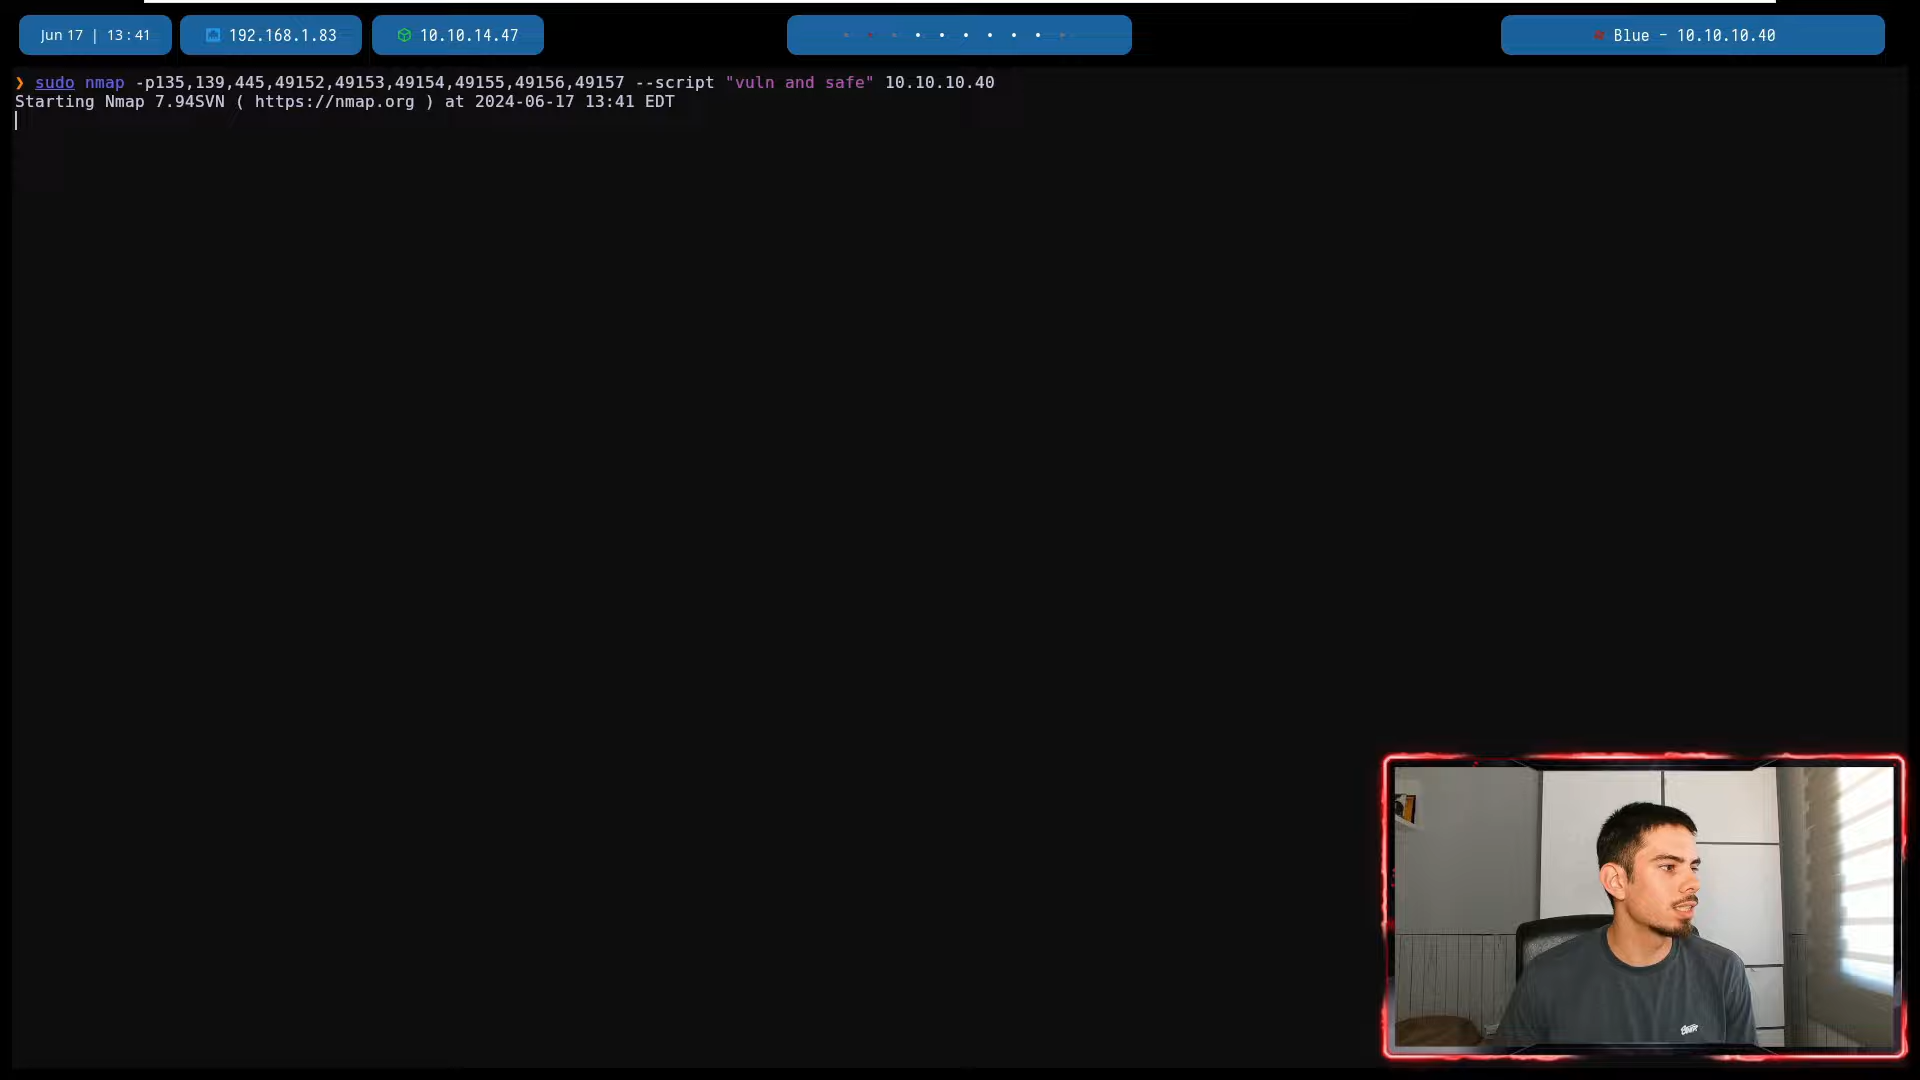 Jun 17 | 13:41
192.168.1.83
10.10.14.47
Blue - 10.10.10.40
❯ sudo nmap -p135,139,445,49152,49153,49154,49155,49156,49157 --script "vuln and safe" 10.10.10.40
Starting Nmap 7.94SVN ( https://nmap.org ) at 2024-06-17 13:41 EDT